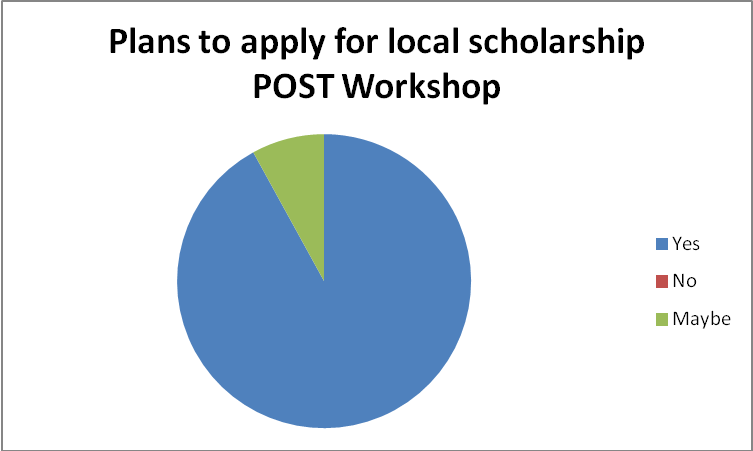 Plans to apply for local scholarship
POST Workshop
Yes
No
Maybe